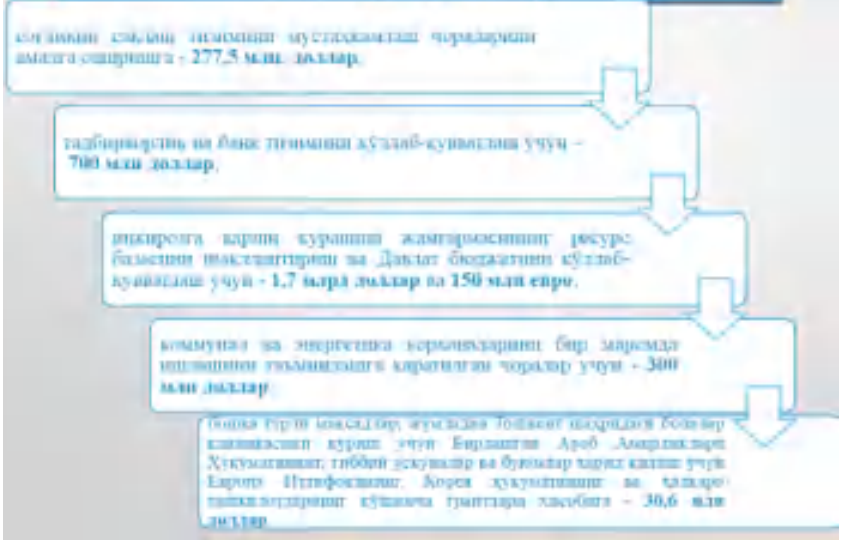 соғлиқни сақлаш тизимини мустаҳкамлаш чораларини
амалга оширишга - 277,5 млн. доллар.
тадбиркорлик ва банк тизимини қўллаб-қувватлаш учун –
700 млн доллар.
инқирозга қарши курашиш жамғармасининг ресурс
базасини шакллантириш ва Давлат бюджетини қўллаб-
қувватлаш учун - 1,7 млрд доллар ва 150 млн евро.
коммунал ва энергетика корхоналарини бир маромда
ишлашини таъминлашга қаратилган чоралар учун - 300
млн доллар
бошқа турли мақсадлар, жумладан Тошкент шаҳридаги болалар
клиникасини қуриш учун Бирлашган Араб Амирликлари
Ҳукуматининг, тиббий ускуналар ва буюмлар харид қилиш учун
Европа Иттифоқининг, Корея ҳукуматининг ва халқаро
ташкилотларнинг қўшимча грантлари ҳисобига - 30,6 млн
доллар